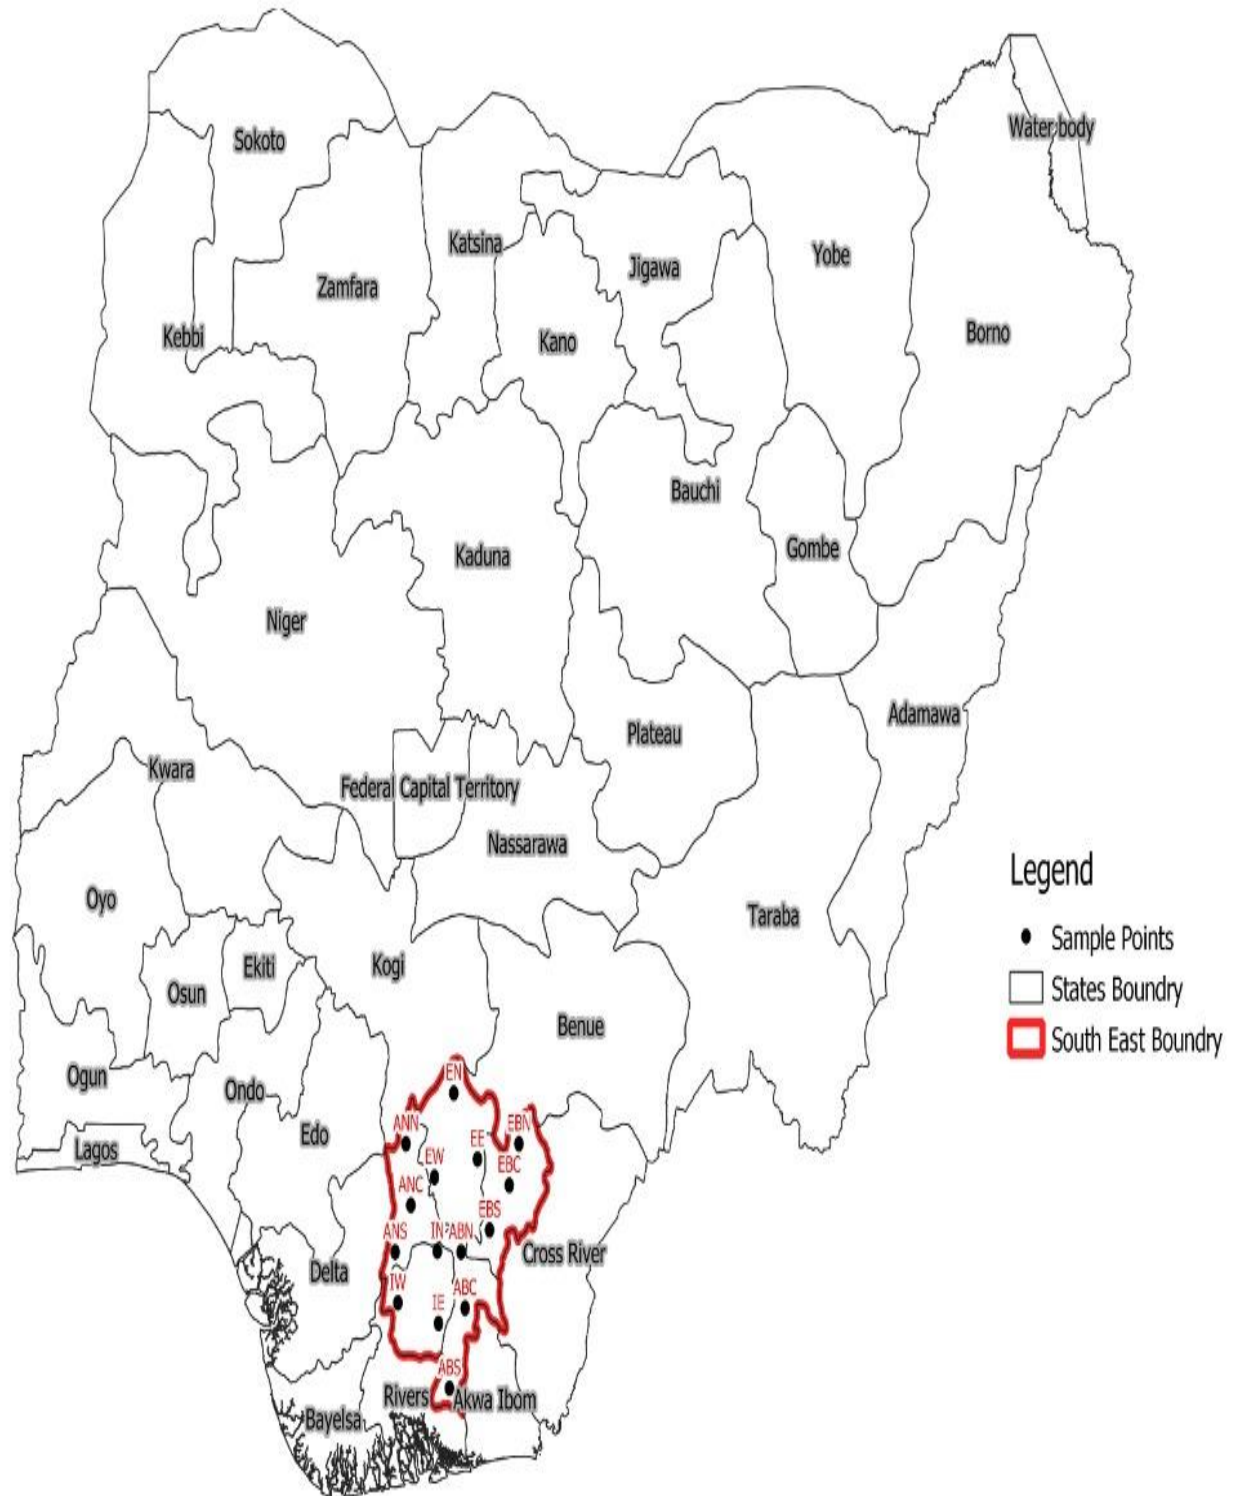 Water body
Sokoto
Katsina
Yobe
Jigawa
Zamfara
Kebbi
Kano
Borno
Bauchi
Gombe
Kaduna
Niger
Adamawa
Plateau
Kwara
Federal Capital Territory
Nassarawa
Legend
Oyo
Taraba
Sample Points
Ekiti
Kogi
Osun
States Boundry
Benue
South East Boundry
EN
Ogun
Ondo
ANN
EBN
Edo
EE
Lagos
EW
EBC
ANC
EBS
ANS
IN
ABN
Cross River
Delta
IW
ABC
IE
ABS
Rivers
Akwa Ibom
Bayelsa